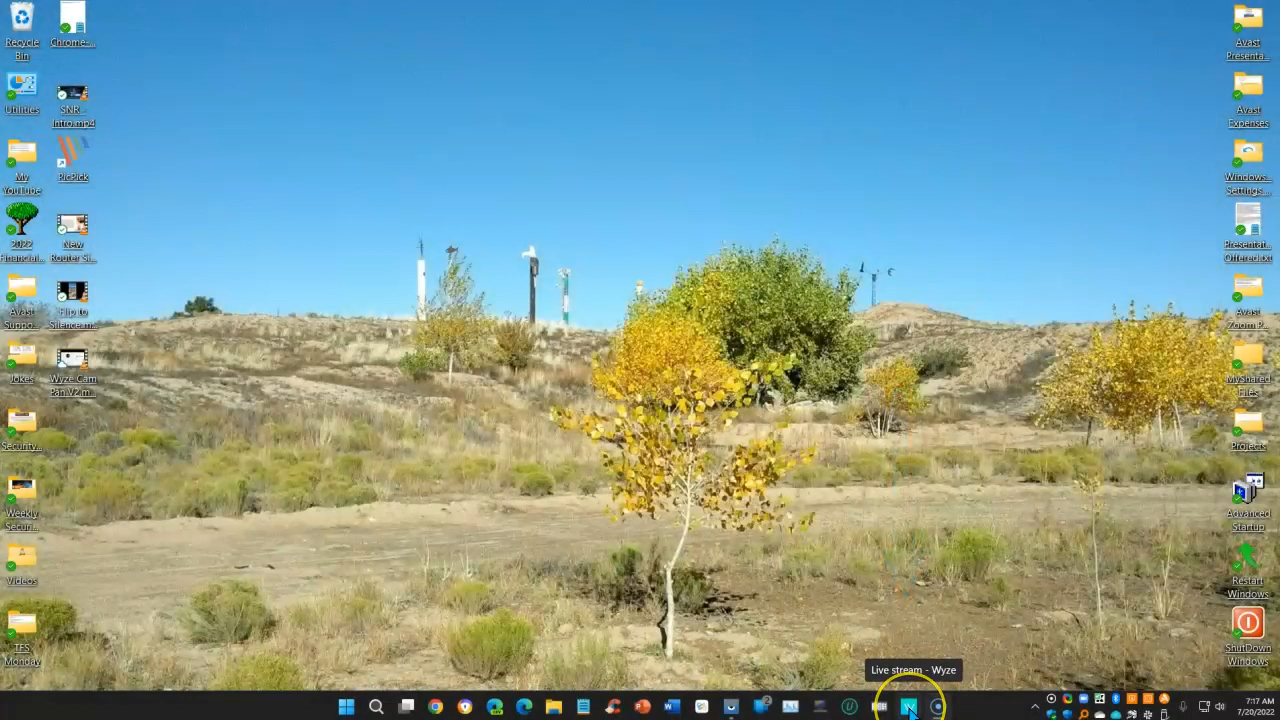 Recycle
Bin
Chrome-...
Utilities
SNR
Intro.mp4
My
YouTube
PicPick
2022
Financial...
New
Router Si...
Avast
Suppo...
Flip to
Silence.m...
Jokes
Wyze Cam
Pan V2.m...
Security...
Weekly
Securi...
Videos
TFS
Monday
Avast
Presenta...
Avast
Expenses
Windows...
Settings...
Presentat...
Offered.txt
Avast
Zoom P...
MyShared
Files
Projects
Advanced
Startup
Restart
Windows
ShutDown
Windows
Live stream - Wyze
7:17 AM
7/20/2022